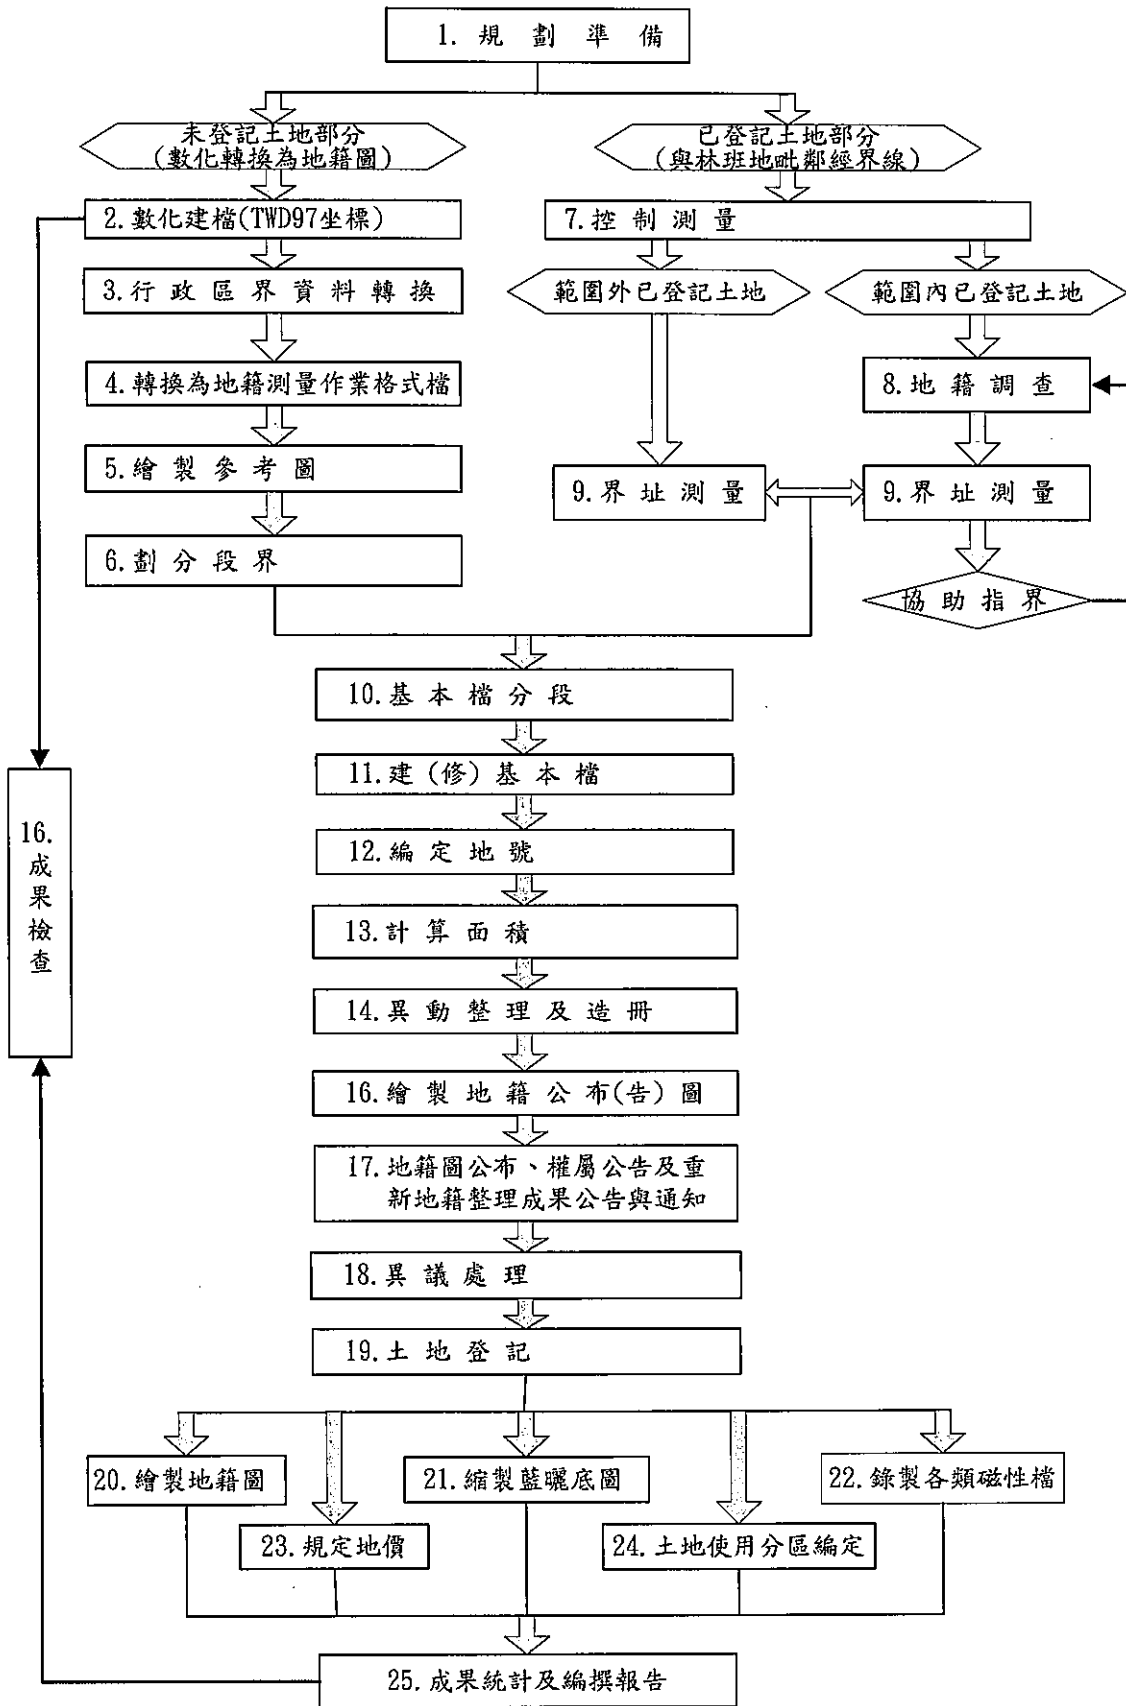 1. 規劃準備
未登記土地部分
(數化轉換為地籍圖)
已登記土地部分
(與林班地毗鄰經界線)
2. 數化建檔(TWD97坐標)
3. 行政區界資料轉換
4. 轉換為地籍測量作業格式檔
5. 繪製參考圖
6. 劃分段界
7. 控制測量
範圍外已登記土地
範圍內已登記土地
8. 地籍調查
9. 界址測量
9. 界址測量
協助指界
10. 基本檔分段
11. 建(修)基本檔
12. 編定地號
13. 計算面積
14. 異動整理及造冊
16. 繪製地籍公布(告)圖
17. 地籍圖公布、權屬公告及重
新地籍整理成果公告與通知
18. 異議處理
19. 土地登記
16. 成果檢查
20. 繪製地籍圖
21. 縮製藍曬底圖
22. 錄製各類磁性檔
23. 規定地價
24. 土地使用分區編定
25. 成果統計及編撰報告